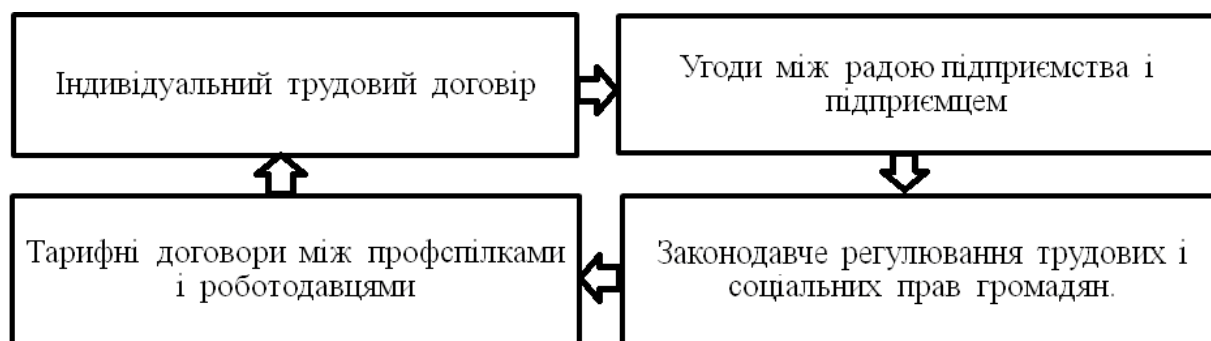 Індивідуальний трудовий договір
Угоди між радою підприємства і
підприємцем
Тарифні договори між профспілками
і роботодавцями
Законодавче регулювання трудових і
соціальних прав громадян.